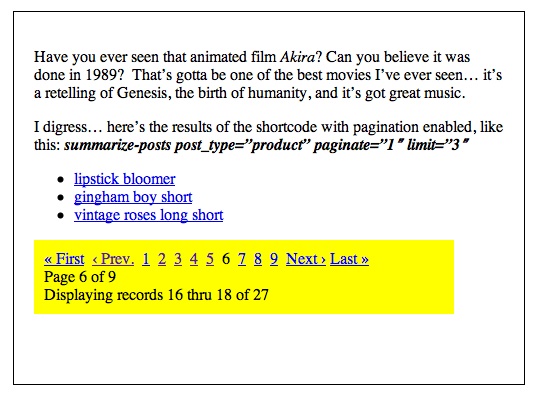 Have you ever seen that animated film Akira? Can you believe it was
done in 1989?  That’s gotta be one of the best movies I’ve ever seen… it’s
a retelling of Genesis, the birth of humanity, and it’s got great music.
I digress… here’s the results of the shortcode with pagination enabled, like
this: summarize-posts post_type=”product” paginate=”1″ limit=”3″
• lipstick bloomer
• gingham boy short
• vintage roses long short
« First ‹ Prev. 1 2 3 4 5 6 7 8 9 Next › Last »
Page 6 of 9
Displaying records 16 thru 18 of 27